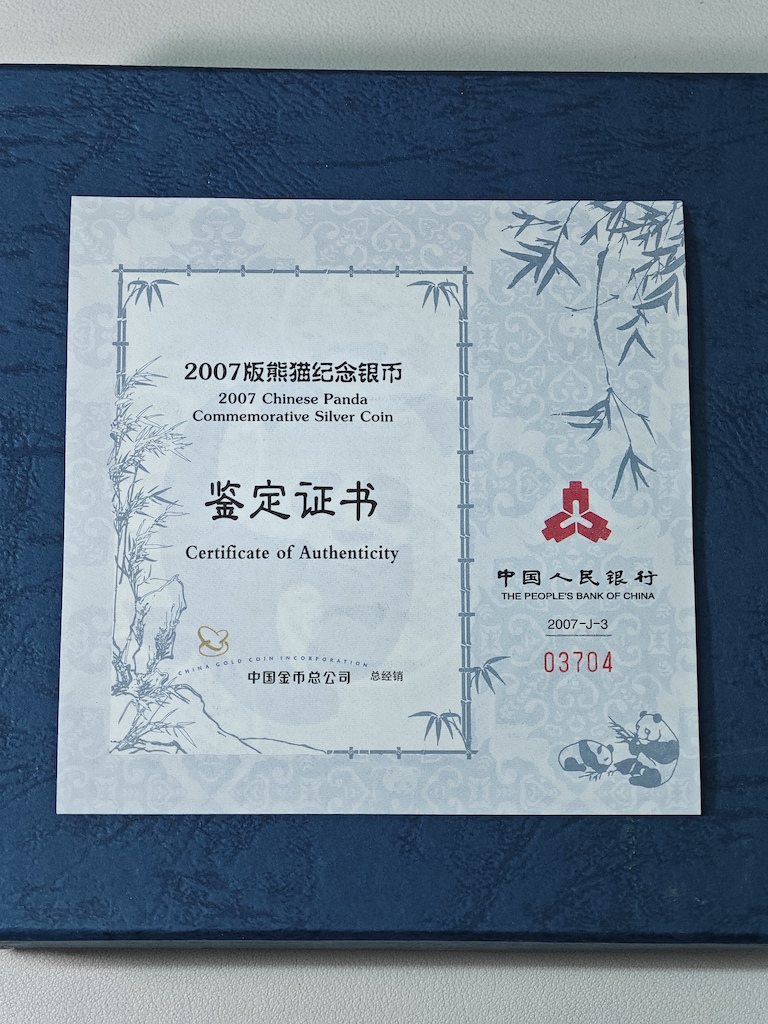 2007版熊猫纪念银币
2007 Chinese Panda
Commemorative Silver Coin
鉴定证书
Certificate of Authenticity
CHINA GOLD COIN INCORPORATION
中国金币总公司 总经销
中国人民银行
THE PEOPLE'S BANK OF CHINA
2007-J-3
03704